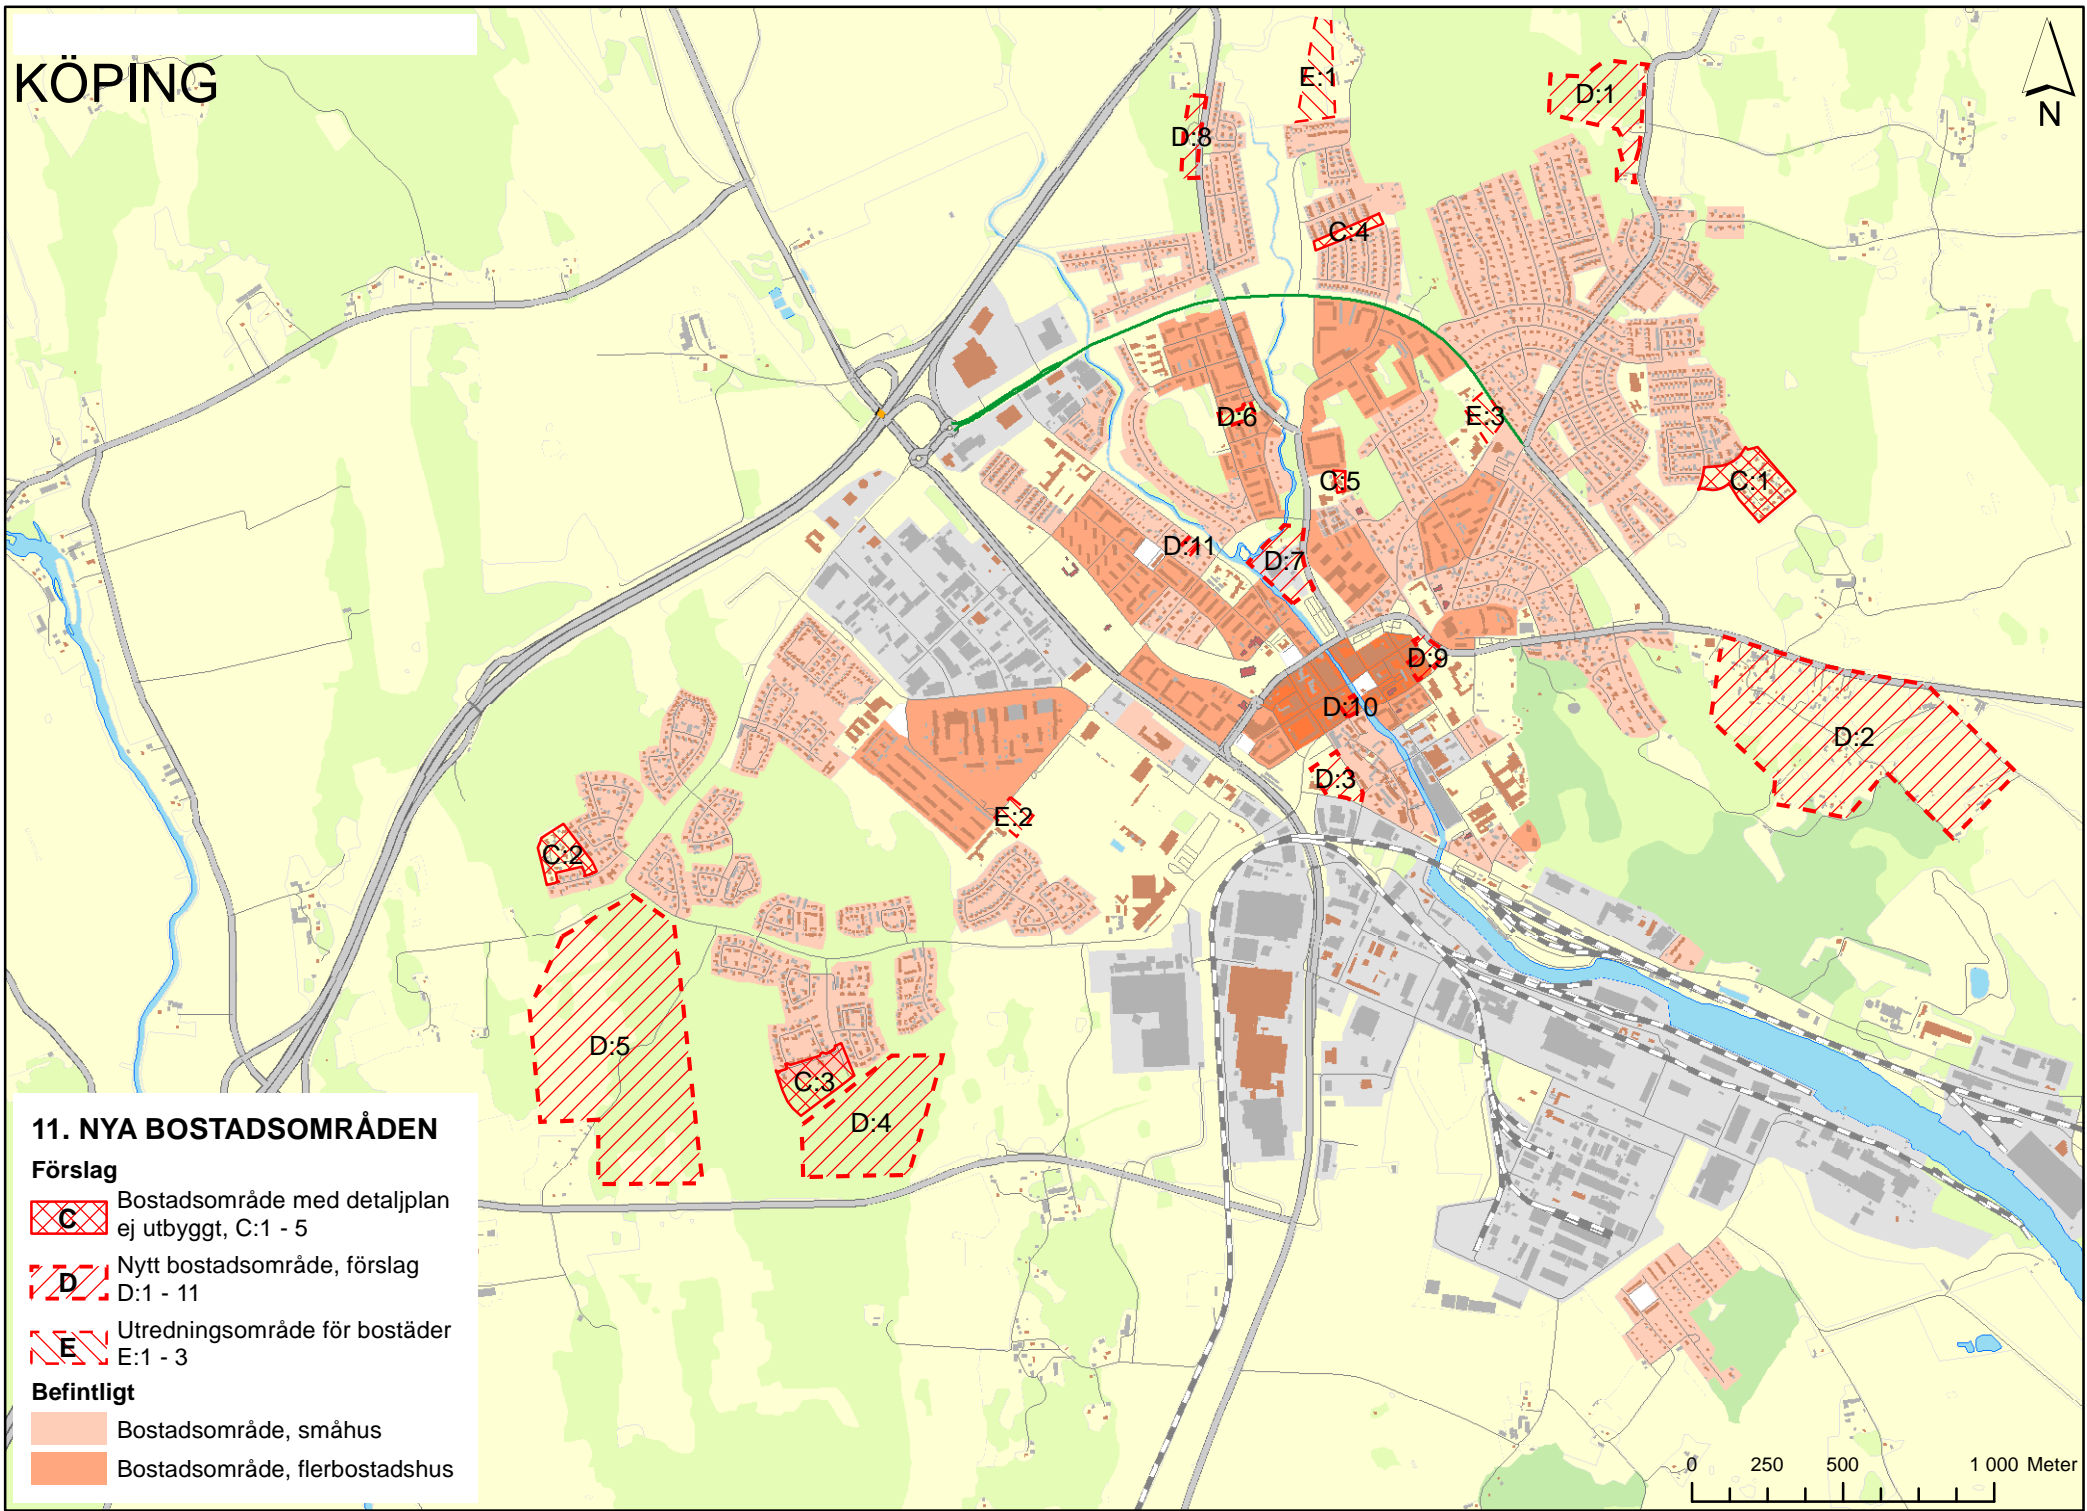 KÖPING
N
E:1
D:1
D:8
C:4
D:6
E:3
C:5
C:1
D:11
D:7
D:9
D:10
D:2
D:3
E:2
C:2
D:5
C:3
D:4
11. NYA BOSTADSOMRÅDEN
Förslag
C
Bostadsområde med detaljplan
ej utbyggt, C:1 - 5
D
Nytt bostadsområde, förslag
D:1 - 11
E
Utredningsområde för bostäder
E:1 - 3
Befintligt
Bostadsområde, småhus
Bostadsområde, flerbostadshus
0 250 500 1 000 Meter